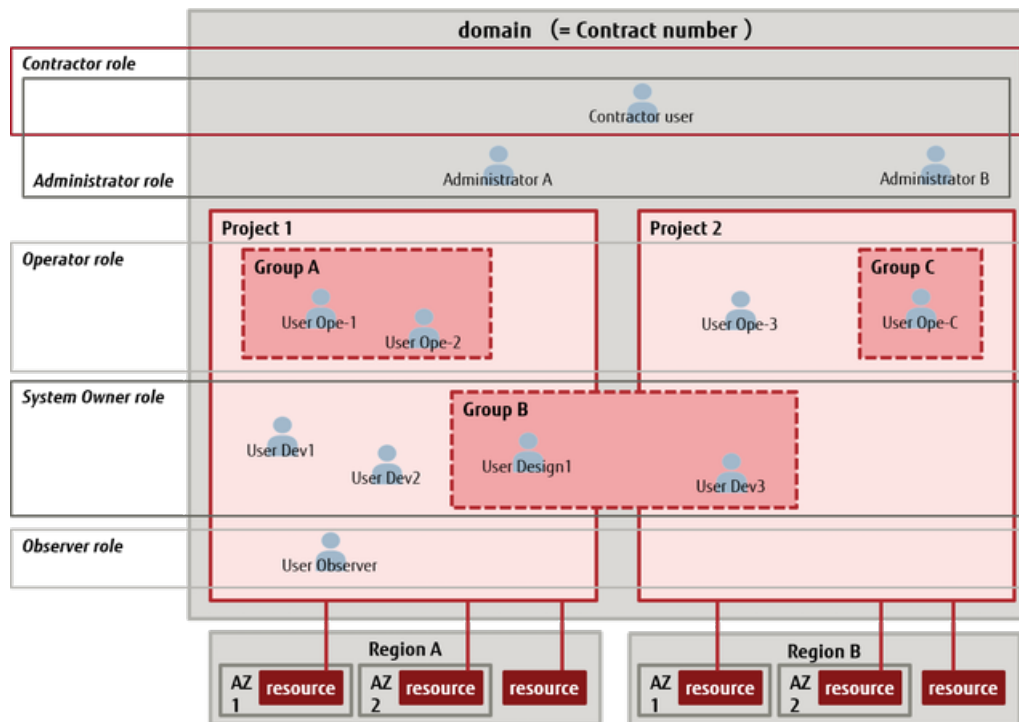 domain （= Contract number ）
Contractor role
Contractor user
Administrator role
Administrator A
Administrator B
Project 1
Project 2
Operator role
Group A
User Ope-1
User Ope-2
User Ope-3
Group C
User Ope-C
System Owner role
Group B
User Dev1
User Dev2
User Design1
User Dev3
Observer role
User Observer
Region A
AZ
1
resource
AZ
2
resource
resource
Region B
AZ
1
resource
AZ
2
resource
resource